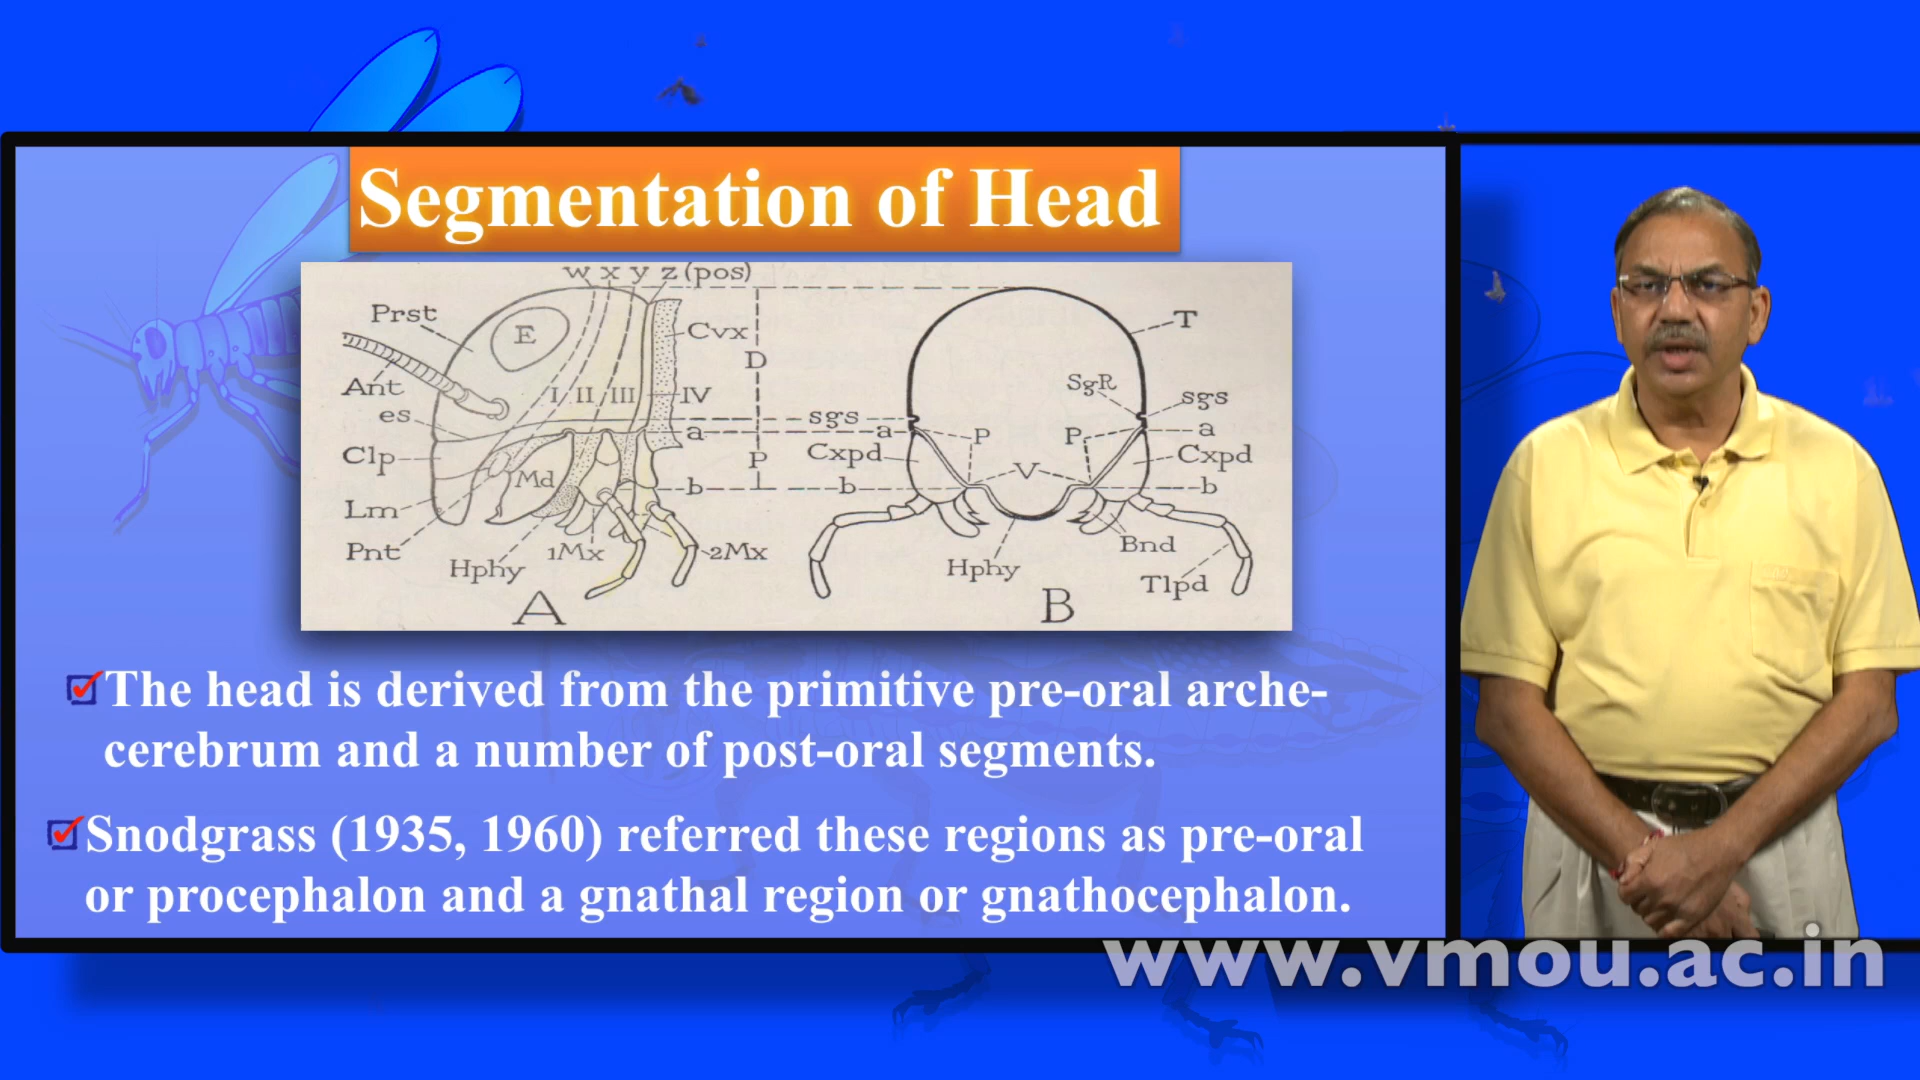 Segmentation of Head
w x y z (pos)
Prst
E
Cvx
D
T
Ant
I II III IV
SgR
es
sgs
sgs
a
a
a
Clp
P
Cxpd
P
P
V
Cxpd
Md
b
b
b
Lm
Pnt
Hphy
1Mx
2Mx
Hphy
Bnd
Tlpd
A
B
The head is derived from the primitive pre-oral arche-
cerebrum and a number of post-oral segments.
Snodgrass (1935, 1960) referred these regions as pre-oral
or procephalon and a gnathal region or gnathocephalon.
www.vmou.ac.in